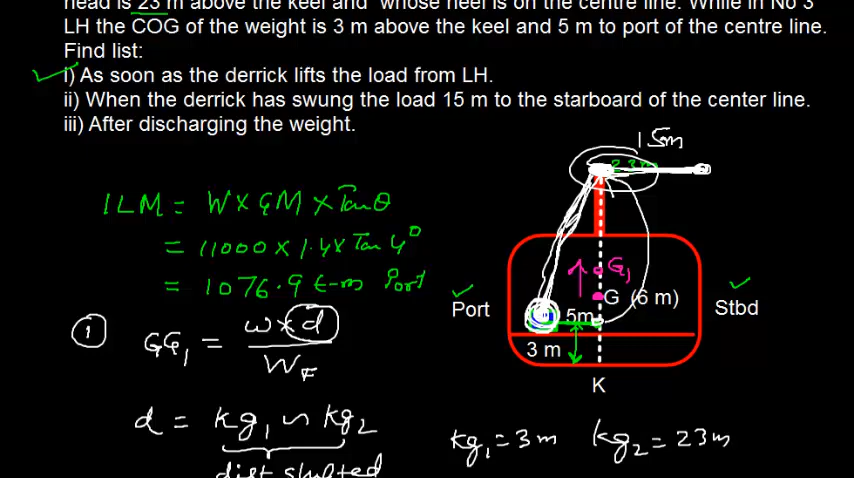 head is 23 m above the keel and whose heel is on the centre line. While in No 3
LH the COG of the weight is 3 m above the keel and 5 m to port of the centre line.
Find list:
i) As soon as the derrick lifts the load from LH.
ii) When the derrick has swung the load 15 m to the starboard of the center line.
iii) After discharging the weight.
15m
23m
ILM = W × GM × Tanθ
= 11000 × 1.4 × Tan 4°
= 1076.9 t-m Port
G1
G (6 m)
Port
5m
Stbd
3 m
K
1
GG1 = w × d
WF
d = kg1 ~ kg2
dist shifted
kg1 = 3m kg2 = 23m